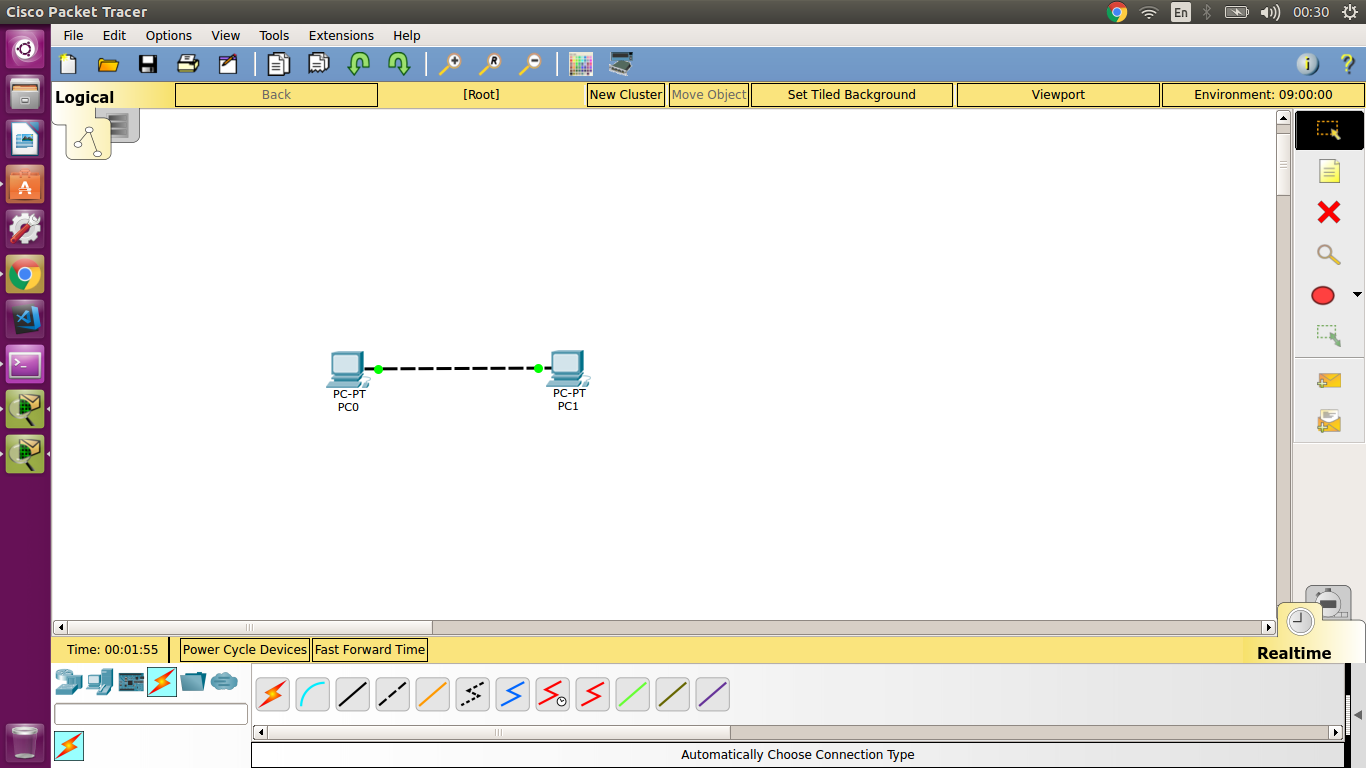 Cisco Packet Tracer
En
00:30
File Edit Options View Tools Extensions Help
Logical
Back
[Root]
New Cluster
Move Object
Set Tiled Background
Viewport
Environment: 09:00:00
PC-PT
PC0
PC-PT
PC1
Time: 00:01:55
Power Cycle Devices
Fast Forward Time
Realtime
Automatically Choose Connection Type